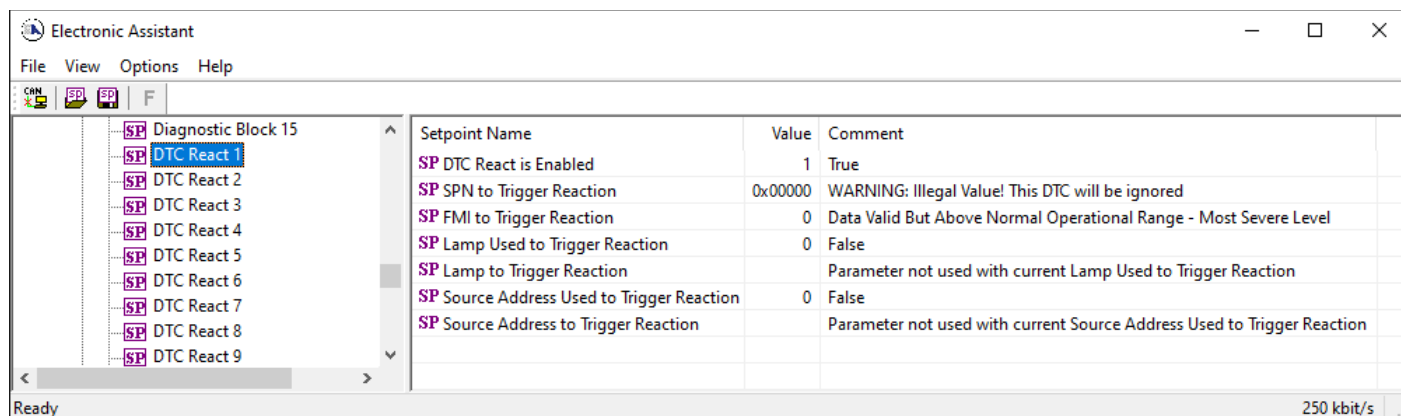 Electronic Assistant
File View Options Help
CAN SP SP F
SP Diagnostic Block 15
SP DTC React 1
SP DTC React 2
SP DTC React 3
SP DTC React 4
SP DTC React 5
SP DTC React 6
SP DTC React 7
SP DTC React 8
SP DTC React 9
Setpoint Name Value Comment
SP DTC React is Enabled 1 True
SP SPN to Trigger Reaction 0x00000 WARNING: Illegal Value! This DTC will be ignored
SP FMI to Trigger Reaction 0 Data Valid But Above Normal Operational Range - Most Severe Level
SP Lamp Used to Trigger Reaction 0 False
SP Lamp to Trigger Reaction Parameter not used with current Lamp Used to Trigger Reaction
SP Source Address Used to Trigger Reaction 0 False
SP Source Address to Trigger Reaction Parameter not used with current Source Address Used to Trigger Reaction
Ready 250 kbit/s